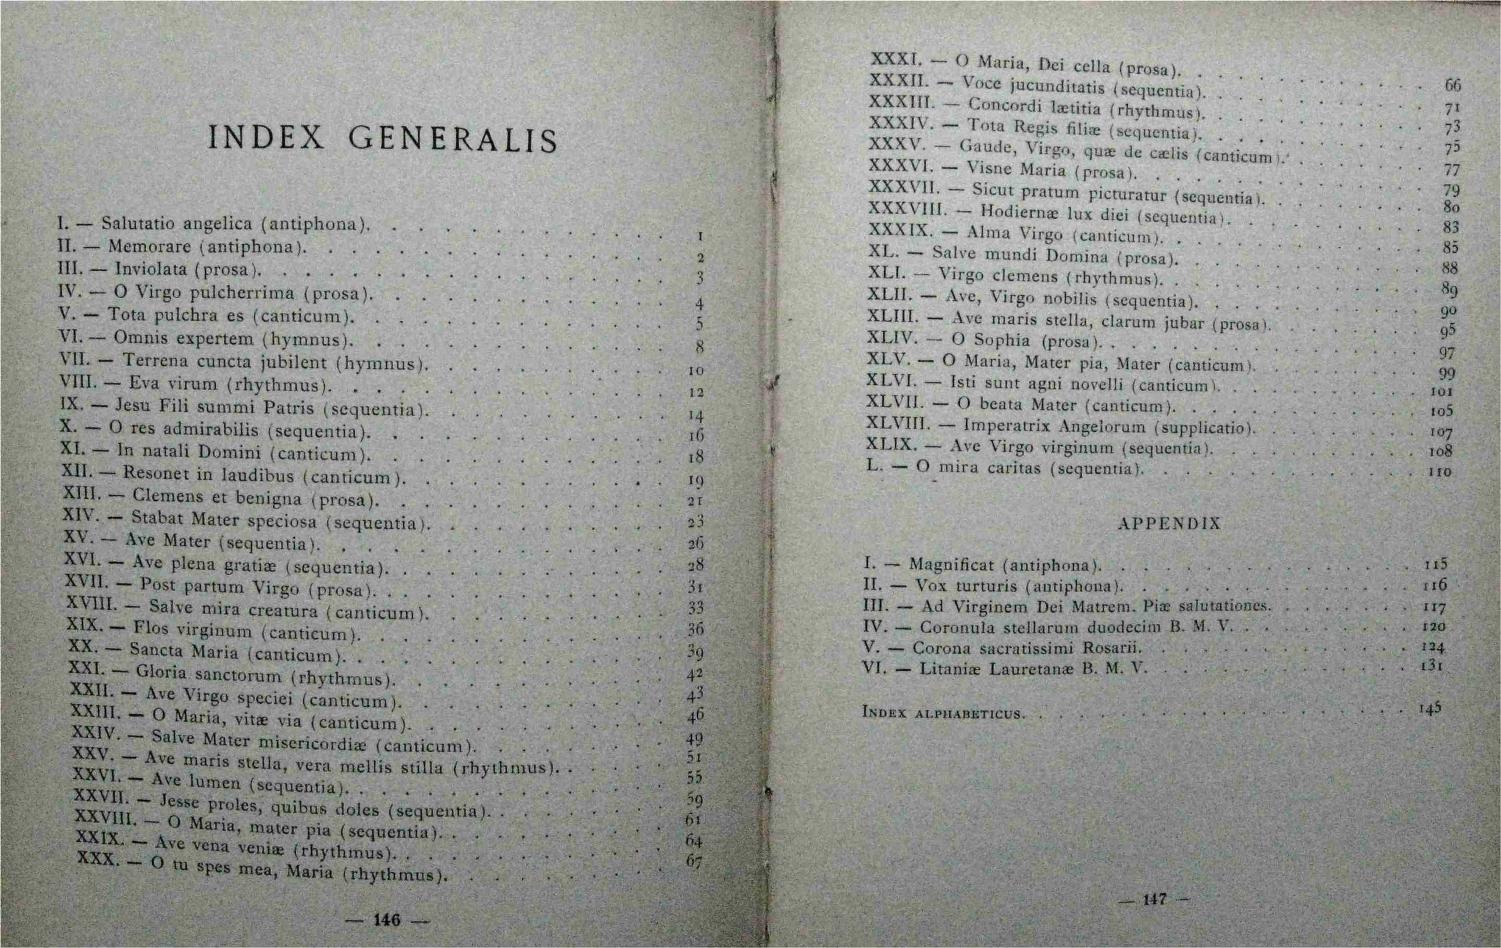 INDEX GENERALIS
I. — Salutatio angelica (antiphona). . . . . . . . . . . 1
II. — Memorare (antiphona). . . . . . . . . . . 2
III. — Inviolata (prosa). . . . . . . . . . . 3
IV. — O Virgo pulcherrima (prosa). . . . . . . . . . . 4
V. — Tota pulchra es (canticum). . . . . . . . . . . 5
VI. — Omnis expertem (hymnus). . . . . . . . . . . 8
VII. — Terrena cuncta jubilent (hymnus). . . . . . . . . . 10
VIII. — Eva virum (rhythmus). . . . . . . . . . . 12
IX. — Jesu Fili summi Patris (sequentia). . . . . . . . . . 14
X. — O res admirabilis (sequentia). . . . . . . . . . . 16
XI. — In natali Domini (canticum). . . . . . . . . . . 18
XII. — Resonet in laudibus (canticum). . . . . . . . . . 19
XIII. — Clemens et benigna (prosa). . . . . . . . . . . 21
XIV. — Stabat Mater speciosa (sequentia). . . . . . . . . . 23
XV. — Ave Mater (sequentia). . . . . . . . . . . 26
XVI. — Ave plena gratiæ (sequentia). . . . . . . . . . . 28
XVII. — Post partum Virgo (prosa). . . . . . . . . . . 31
XVIII. — Salve mira creatura (canticum). . . . . . . . . . 33
XIX. — Flos virginum (canticum). . . . . . . . . . . 36
XX. — Sancta Maria (canticum). . . . . . . . . . . 39
XXI. — Gloria sanctorum (rhythmus). . . . . . . . . . 42
XXII. — Ave Virgo speciei (canticum). . . . . . . . . . 43
XXIII. — O Maria, vitæ via (canticum). . . . . . . . . . 46
XXIV. — Salve Mater misericordiæ (canticum). . . . . . . . 49
XXV. — Ave maris stella, vera mellis stilla (rhythmus). . . . . . 51
XXVI. — Ave lumen (sequentia). . . . . . . . . . . 55
XXVII. — Jesse proles, quibus doles (sequentia). . . . . . . . 59
XXVIII. — O Maria, mater pia (sequentia). . . . . . . . . 61
XXIX. — Ave vena veniæ (rhythmus). . . . . . . . . . 64
XXX. — O tu spes mea, Maria (rhythmus). . . . . . . . . 67
— 146 —
XXXI. — O Maria, Dei cella (prosa). . . . . . . . . . 66
XXXII. — Voce jucunditatis (sequentia). . . . . . . . . . 71
XXXIII. — Concordi lætitia (rhythmus). . . . . . . . . . 73
XXXIV. — Tota Regis filiæ (sequentia). . . . . . . . . . 75
XXXV. — Gaude, Virgo, quæ de cælis (canticum). . . . . . . 77
XXXVI. — Visne Maria (prosa). . . . . . . . . . . 79
XXXVII. — Sicut pratum picturatur (sequentia). . . . . . . . 80
XXXVIII. — Hodiernæ lux diei (sequentia). . . . . . . . . 83
XXXIX. — Alma Virgo (canticum). . . . . . . . . . . 85
XL. — Salve mundi Domina (prosa). . . . . . . . . . 88
XLI. — Virgo clemens (rhythmus). . . . . . . . . . . 89
XLII. — Ave, Virgo nobilis (sequentia). . . . . . . . . . 90
XLIII. — Ave maris stella, clarum jubar (prosa). . . . . . . . 95
XLIV. — O Sophia (prosa). . . . . . . . . . . . 97
XLV. — O Maria, Mater pia, Mater (canticum). . . . . . . . 99
XLVI. — Isti sunt agni novelli (canticum). . . . . . . . . 101
XLVII. — O beata Mater (canticum). . . . . . . . . . 105
XLVIII. — Imperatrix Angelorum (supplicatio). . . . . . . . 107
XLIX. — Ave Virgo virginum (sequentia). . . . . . . . . 108
L. — O mira caritas (sequentia). . . . . . . . . . . 110
APPENDIX
I. — Magnificat (antiphona). . . . . . . . . . . . 115
II. — Vox turturis (antiphona). . . . . . . . . . . 116
III. — Ad Virginem Dei Matrem. Piæ salutationes. . . . . . . 117
IV. — Coronula stellarum duodecim B. M. V. . . . . . . . 120
V. — Corona sacratissimi Rosarii. . . . . . . . . . . 124
VI. — Litaniæ Lauretanæ B. M. V. . . . . . . . . . . 131
INDEX ALPHABETICUS. . . . . . . . . . . . . 145
— 147 —